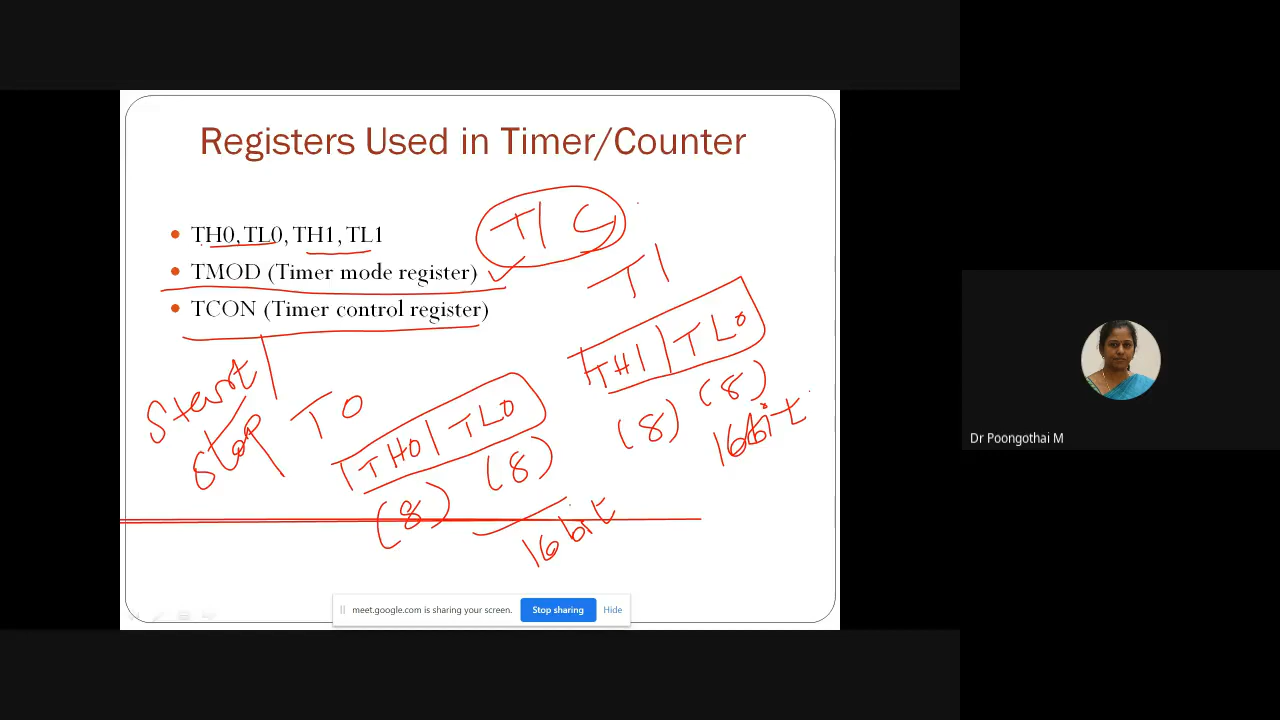 Registers Used in Timer/Counter
TH0, TL0, TH1, TL1
TMOD (Timer mode register)
TCON (Timer control register)
T1
TH1 | TL0
(8) (8)
16 bit
Start
Stop
T0
TH0 | TL0
(8) (8)
16 bit
meet.google.com is sharing your screen. Stop sharing Hide
Dr Poongothai M